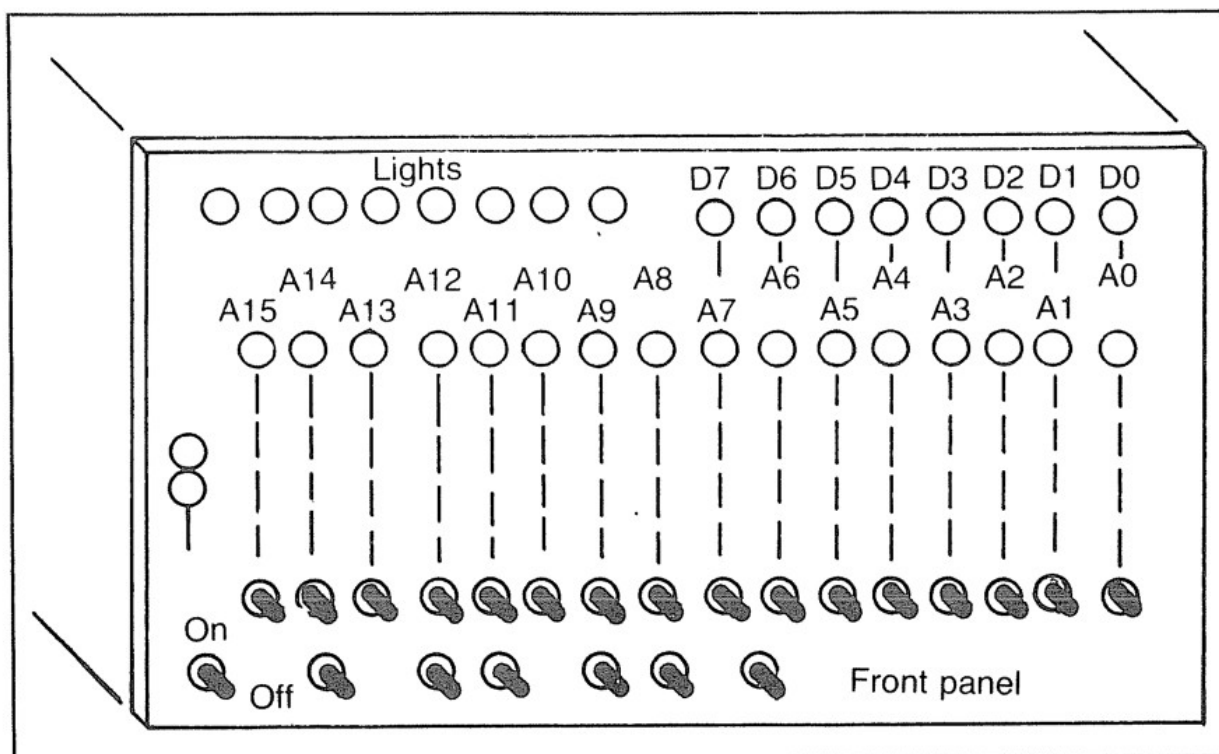 Lights
D7 D6 D5 D4 D3 D2 D1 D0
A14 A12 A10 A8 A6 A4 A2 A0
A15 A13 A11 A9 A7 A5 A3 A1
On
Off
Front panel